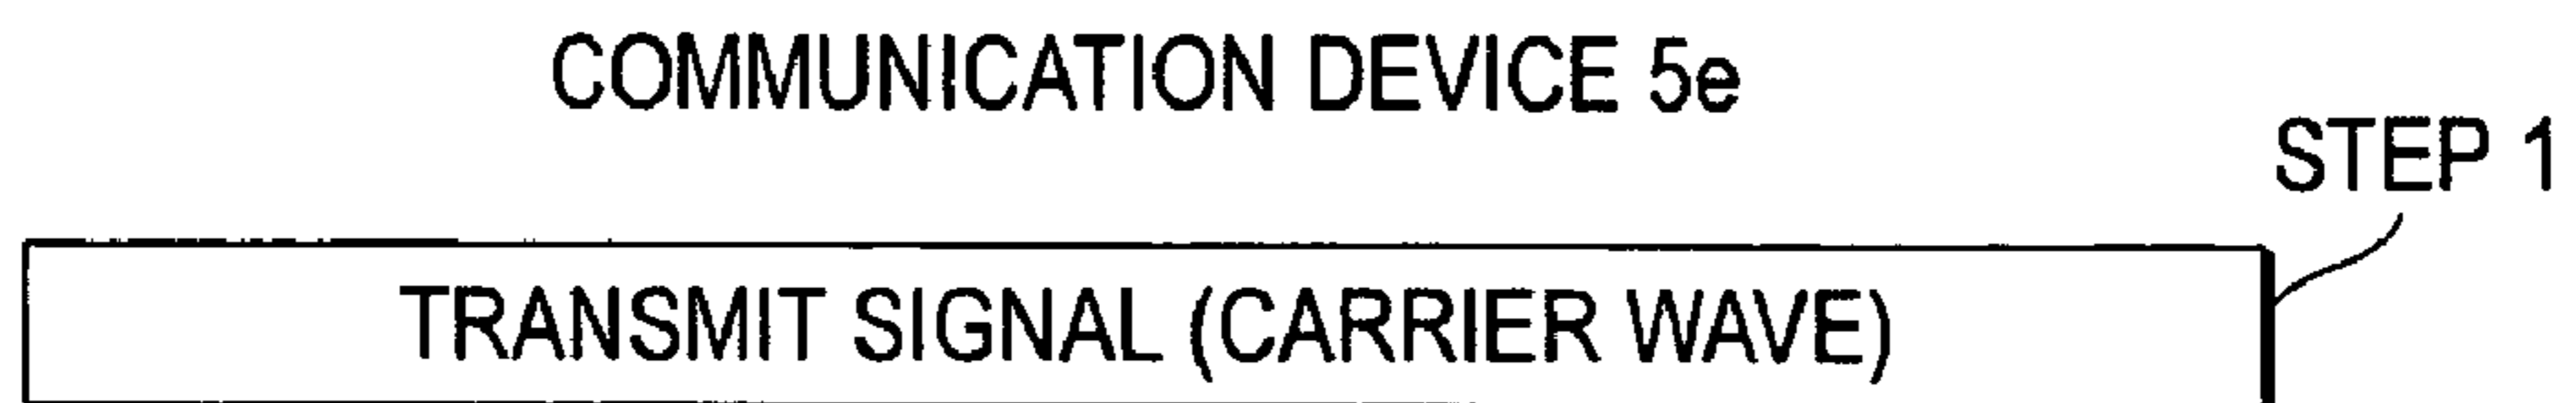 COMMUNICATION DEVICE 5e
STEP 1
TRANSMIT SIGNAL (CARRIER WAVE)